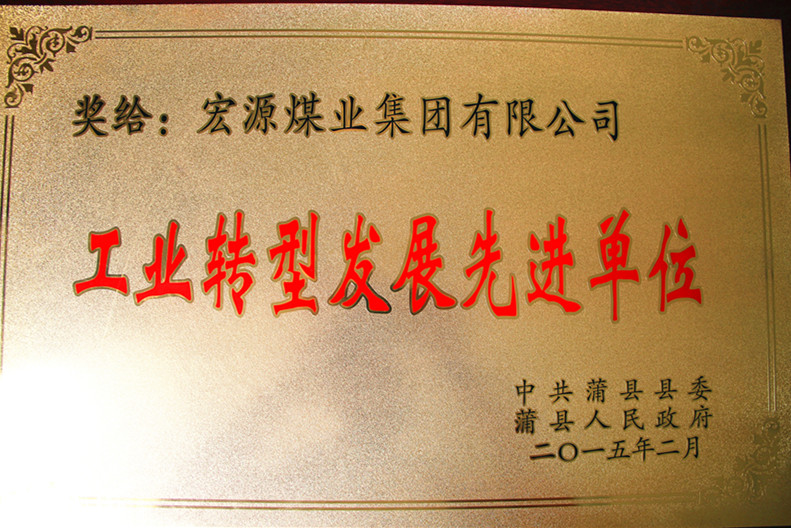 奖给：宏源煤业集团有限公司
工业转型发展先进单位
中共蒲县县委
蒲县人民政府
二〇一五年二月